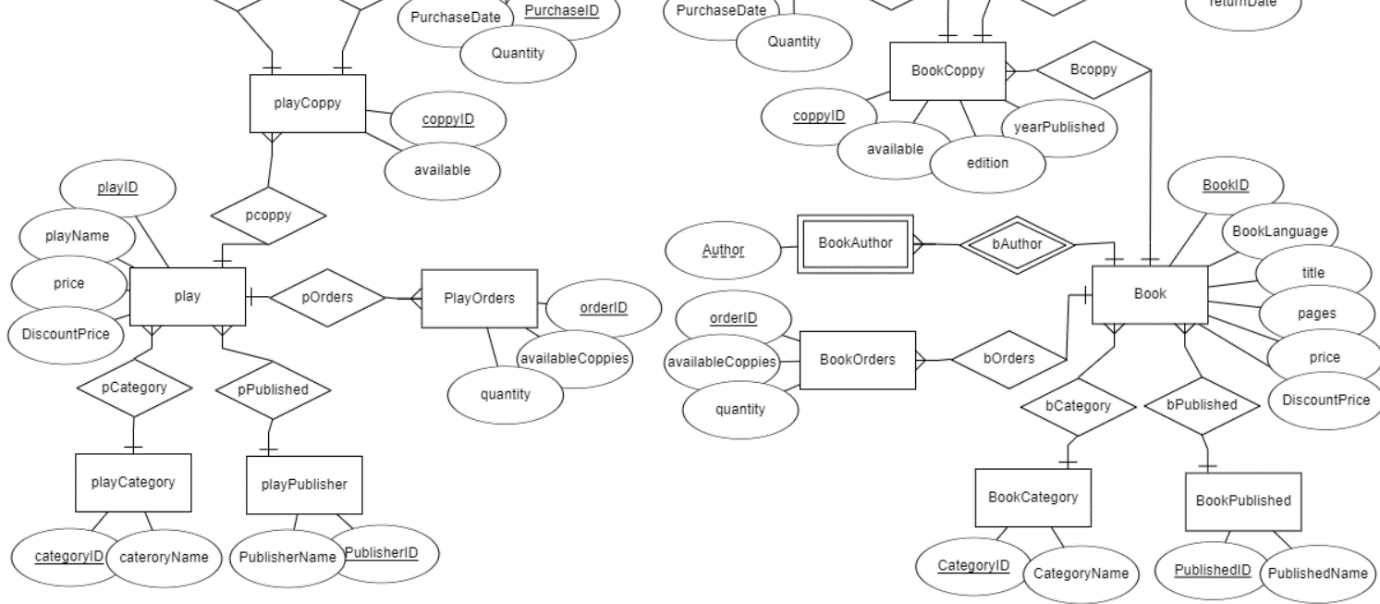 PurchaseDate
PurchaseID
Quantity
PurchaseDate
Quantity
returnDate
playCoppy
coppyID
available
BookCoppy
Bcoppy
coppyID
available
edition
yearPublished
playID
playName
price
DiscountPrice
pcoppy
play
pOrders
PlayOrders
orderID
availableCoppies
quantity
pCategory
pPublished
playCategory
playPublisher
categoryID
cateroryName
PublisherName
PublisherID
Author
BookAuthor
bAuthor
BookID
BookLanguage
title
pages
price
DiscountPrice
Book
orderID
availableCoppies
quantity
BookOrders
bOrders
bCategory
bPublished
BookCategory
BookPublished
CategoryID
CategoryName
PublishedID
PublishedName